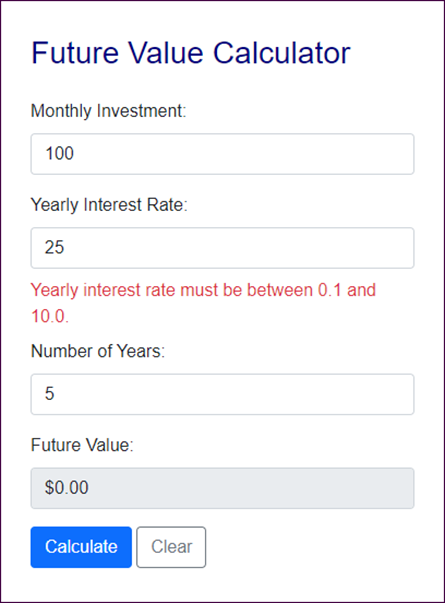 Future Value Calculator
Monthly Investment:
100
Yearly Interest Rate:
25
Yearly interest rate must be between 0.1 and
10.0.
Number of Years:
5
Future Value:
$0.00
Calculate Clear